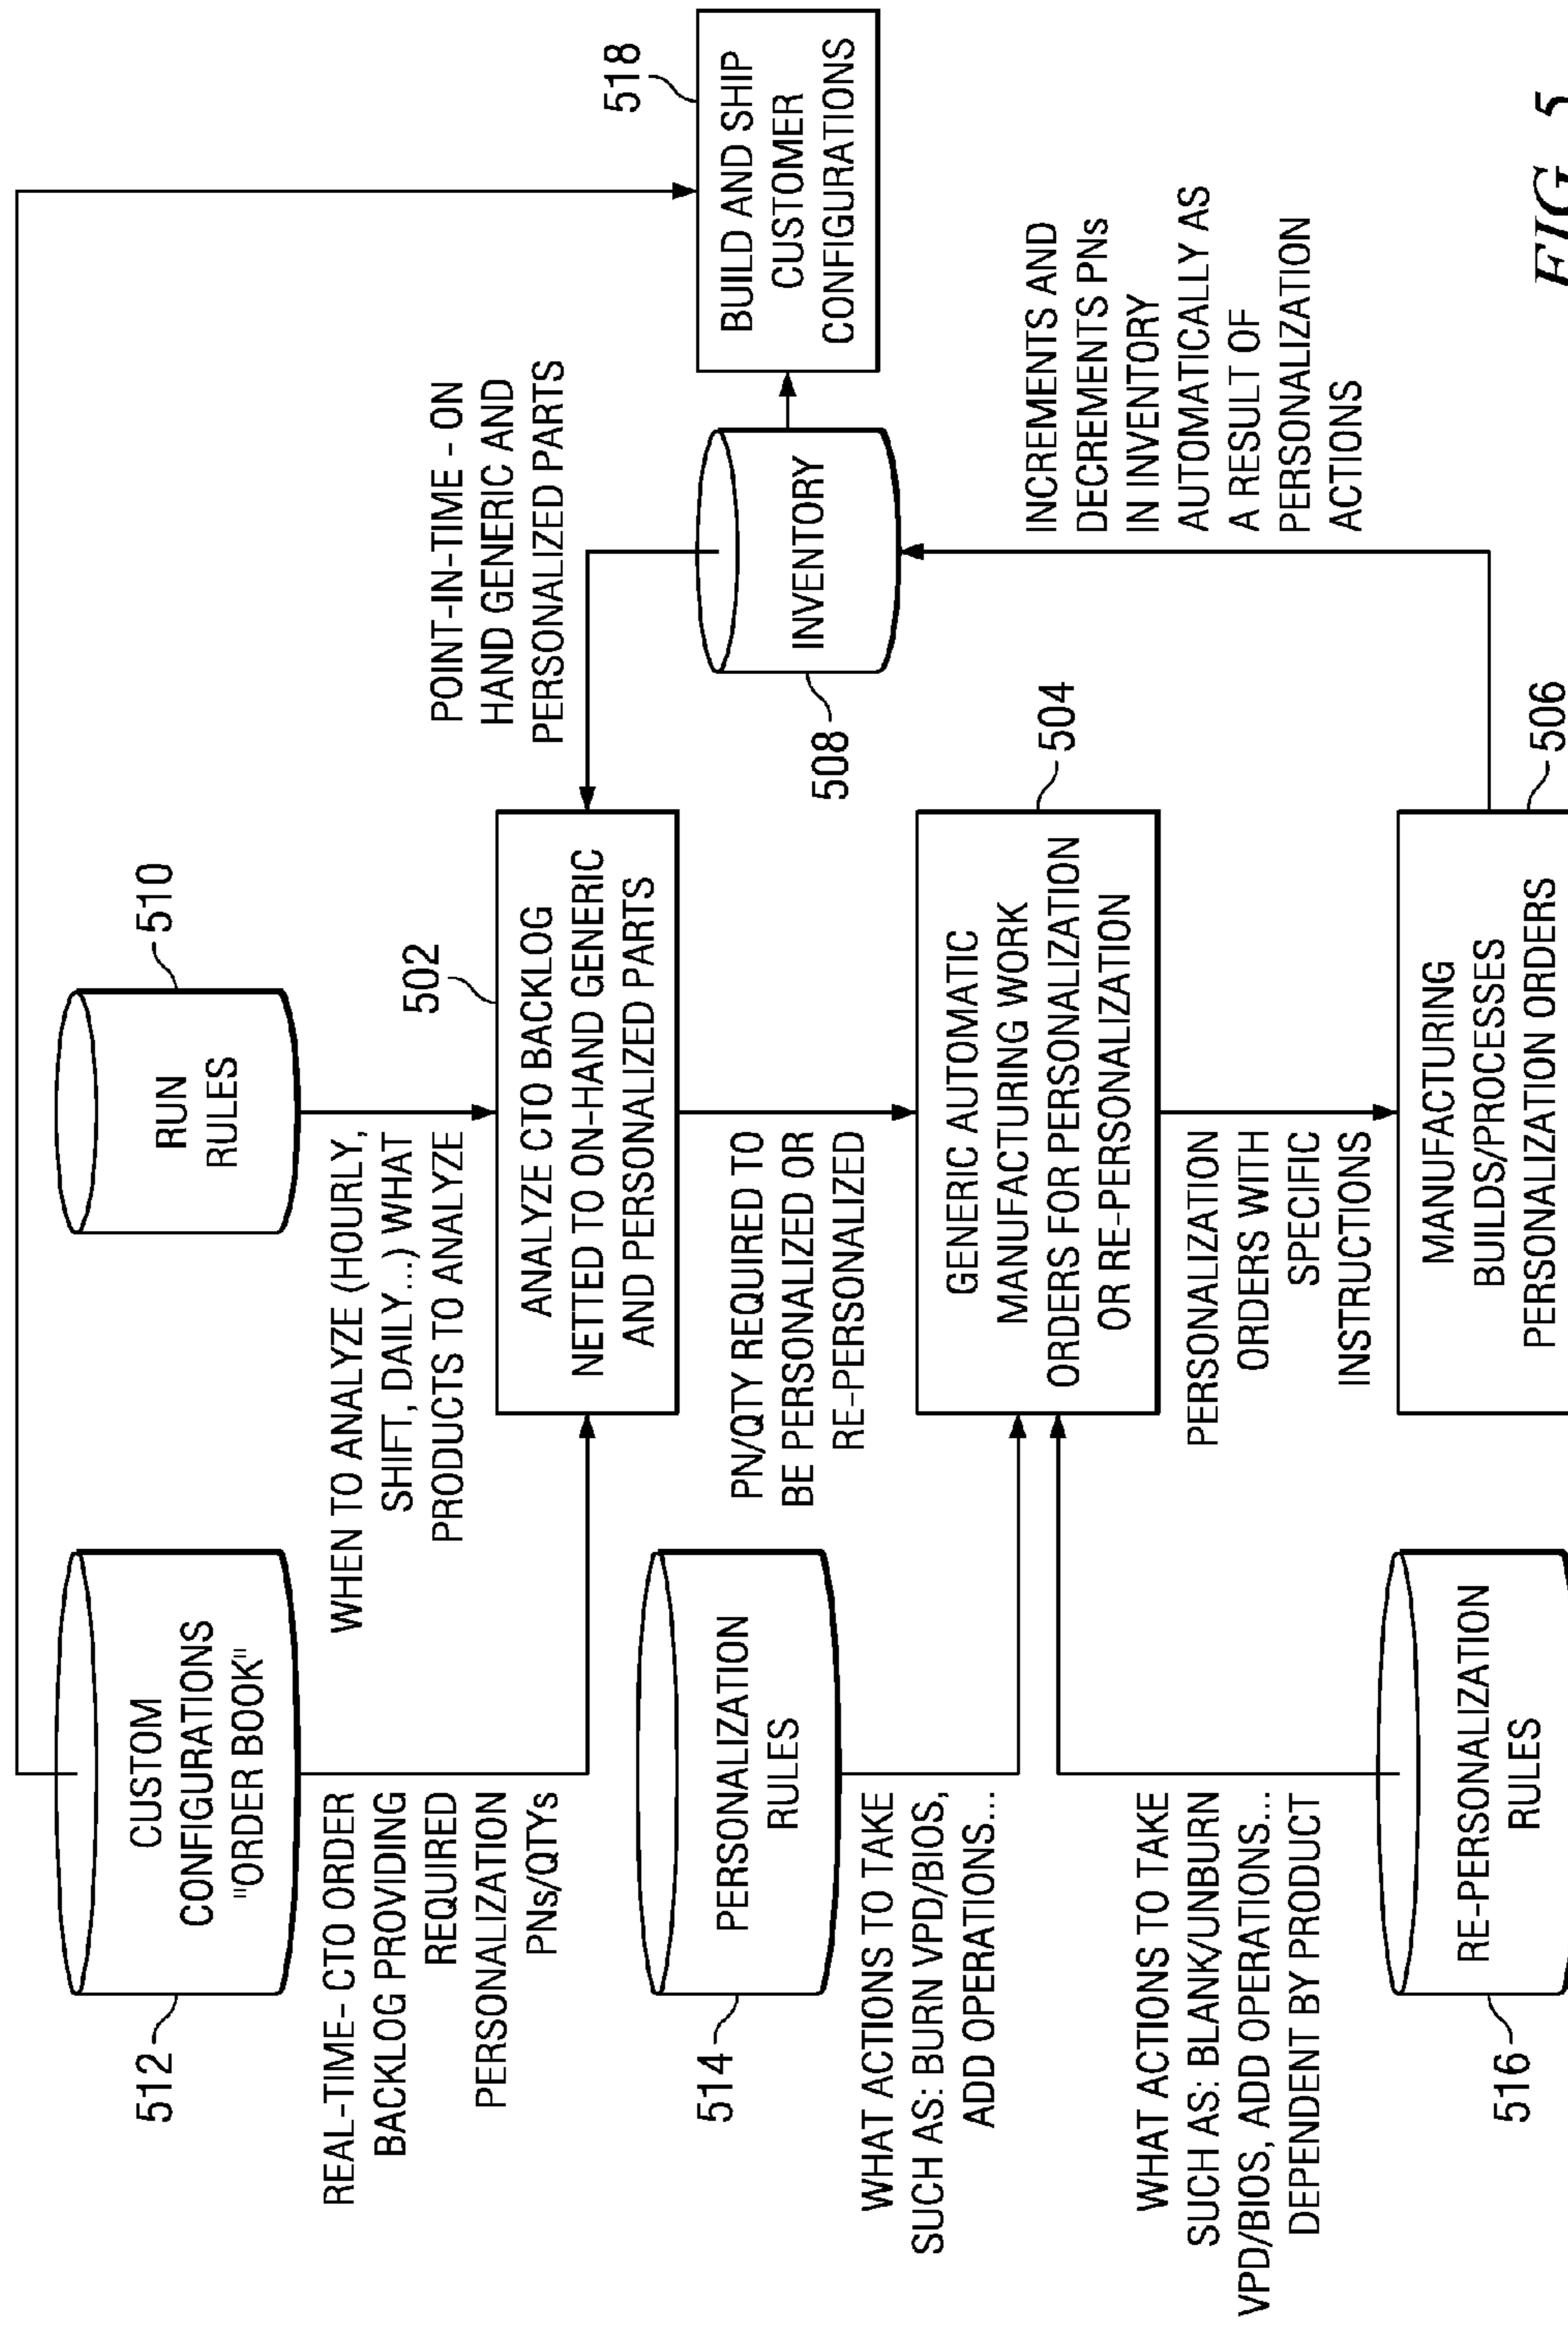 512
CUSTOM
CONFIGURATIONS
"ORDER BOOK"
RUN
RULES
510
REAL-TIME- CTO ORDER
BACKLOG PROVIDING
REQUIRED
PERSONALIZATION
PNs/QTYs
WHEN TO ANALYZE (HOURLY,
SHIFT, DAILY...) WHAT
PRODUCTS TO ANALYZE
502
ANALYZE CTO BACKLOG
NETTED TO ON-HAND GENERIC
AND PERSONALIZED PARTS
POINT-IN-TIME - ON
HAND GENERIC AND
PERSONALIZED PARTS
518
BUILD AND SHIP
CUSTOMER
CONFIGURATIONS
514
PERSONALIZATION
RULES
PN/QTY REQUIRED TO
BE PERSONALIZED OR
RE-PERSONALIZED
508
INVENTORY
WHAT ACTIONS TO TAKE
SUCH AS: BURN VPD/BIOS,
ADD OPERATIONS...
GENERIC AUTOMATIC
MANUFACTURING WORK
ORDERS FOR PERSONALIZATION
OR RE-PERSONALIZATION
504
INCREMENTS AND
DECREMENTS PNs
IN INVENTORY
AUTOMATICALLY AS
A RESULT OF
PERSONALIZATION
ACTIONS
WHAT ACTIONS TO TAKE
SUCH AS: BLANK/UNBURN
VPD/BIOS, ADD OPERATIONS...
DEPENDENT BY PRODUCT
PERSONALIZATION
ORDERS WITH
SPECIFIC
INSTRUCTIONS
516
RE-PERSONALIZATION
RULES
MANUFACTURING
BUILDS/PROCESSES
PERSONALIZATION ORDERS
506
FIG. 5